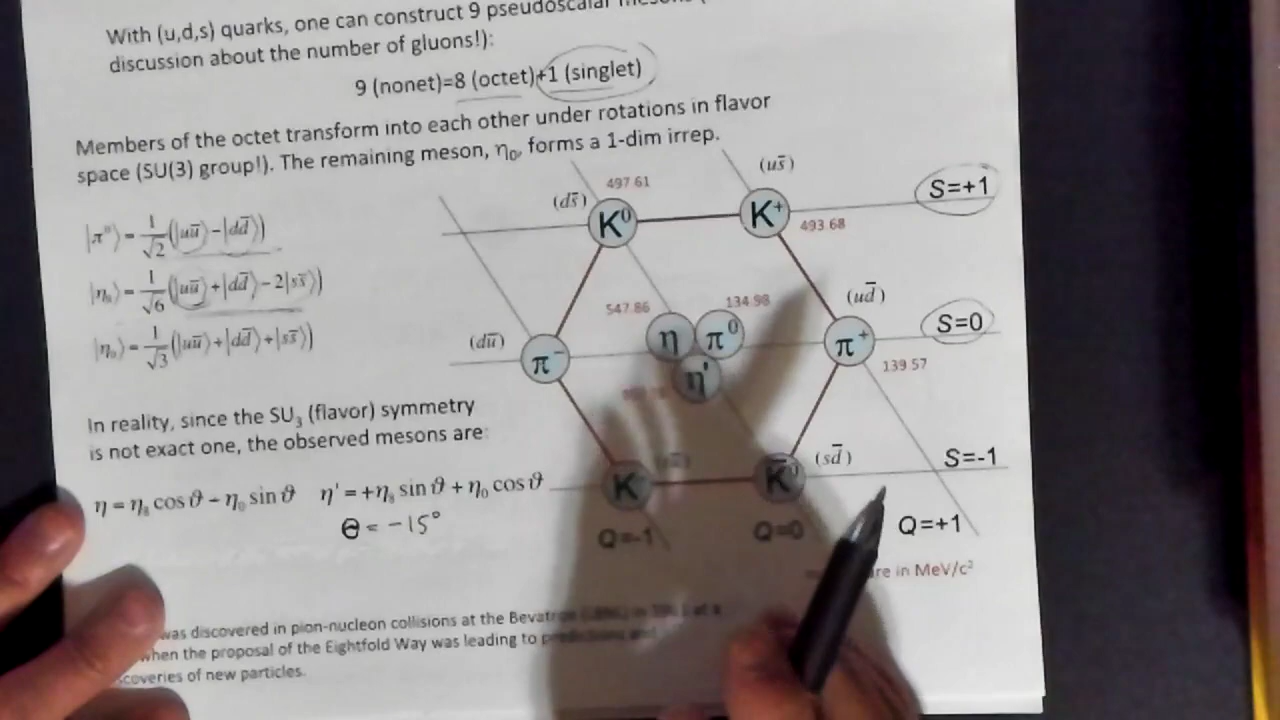 With (u,d,s) quarks, one can construct 9 pseudoscalar mesons (
discussion about the number of gluons!):
9 (nonet)=8 (octet)+1 (singlet)
Members of the octet transform into each other under rotations in flavor
space (SU(3) group!). The remaining meson, η₀, forms a 1-dim irrep.
|π⁰⟩ = 1/√2 (|uū⟩ − |dd̄⟩)
|η₈⟩ = 1/√6 (|uū⟩ + |dd̄⟩ − 2|ss̄⟩)
|η₀⟩ = 1/√3 (|uū⟩ + |dd̄⟩ + |ss̄⟩)
(us̄)
497.61
(ds̄)
K⁰
K⁺
S=+1
493.68
(ud̄)
547.86
134.98
(dū)
π⁻
η
π⁰
π⁺
S=0
η'
139.57
(sd̄)
S=-1
K
K̄⁰
Q=-1
Q=0
Q=+1
re in MeV/c²
In reality, since the SU₃ (flavor) symmetry
is not exact one, the observed mesons are:
η = η₈ cos ϑ − η₀ sin ϑ η' = +η₈ sin ϑ + η₀ cos ϑ
Θ = −15°
was discovered in pion-nucleon collisions at the Bevatron
when the proposal of the Eightfold Way was leading to predictions and
coveries of new particles.